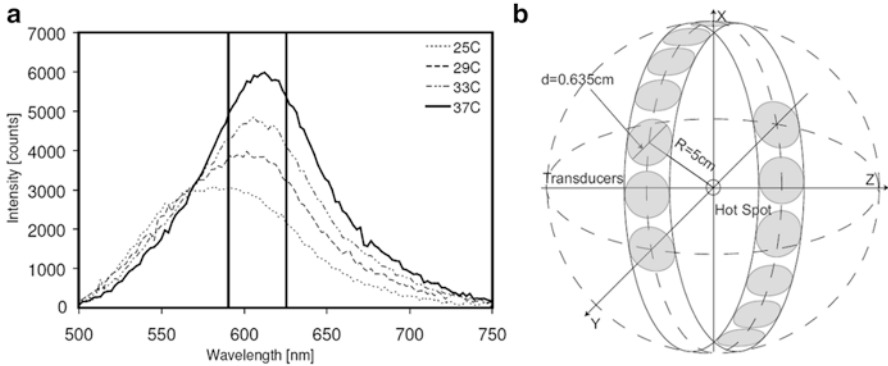 a
7000
6000
5000
4000
3000
2000
1000
0
Intensity [counts]
25C
29C
33C
37C
500 550 600 650 700 750
Wavelength [nm]
b
X
d=0.635cm
R=5cm
Transducers
Z
Hot Spot
Y